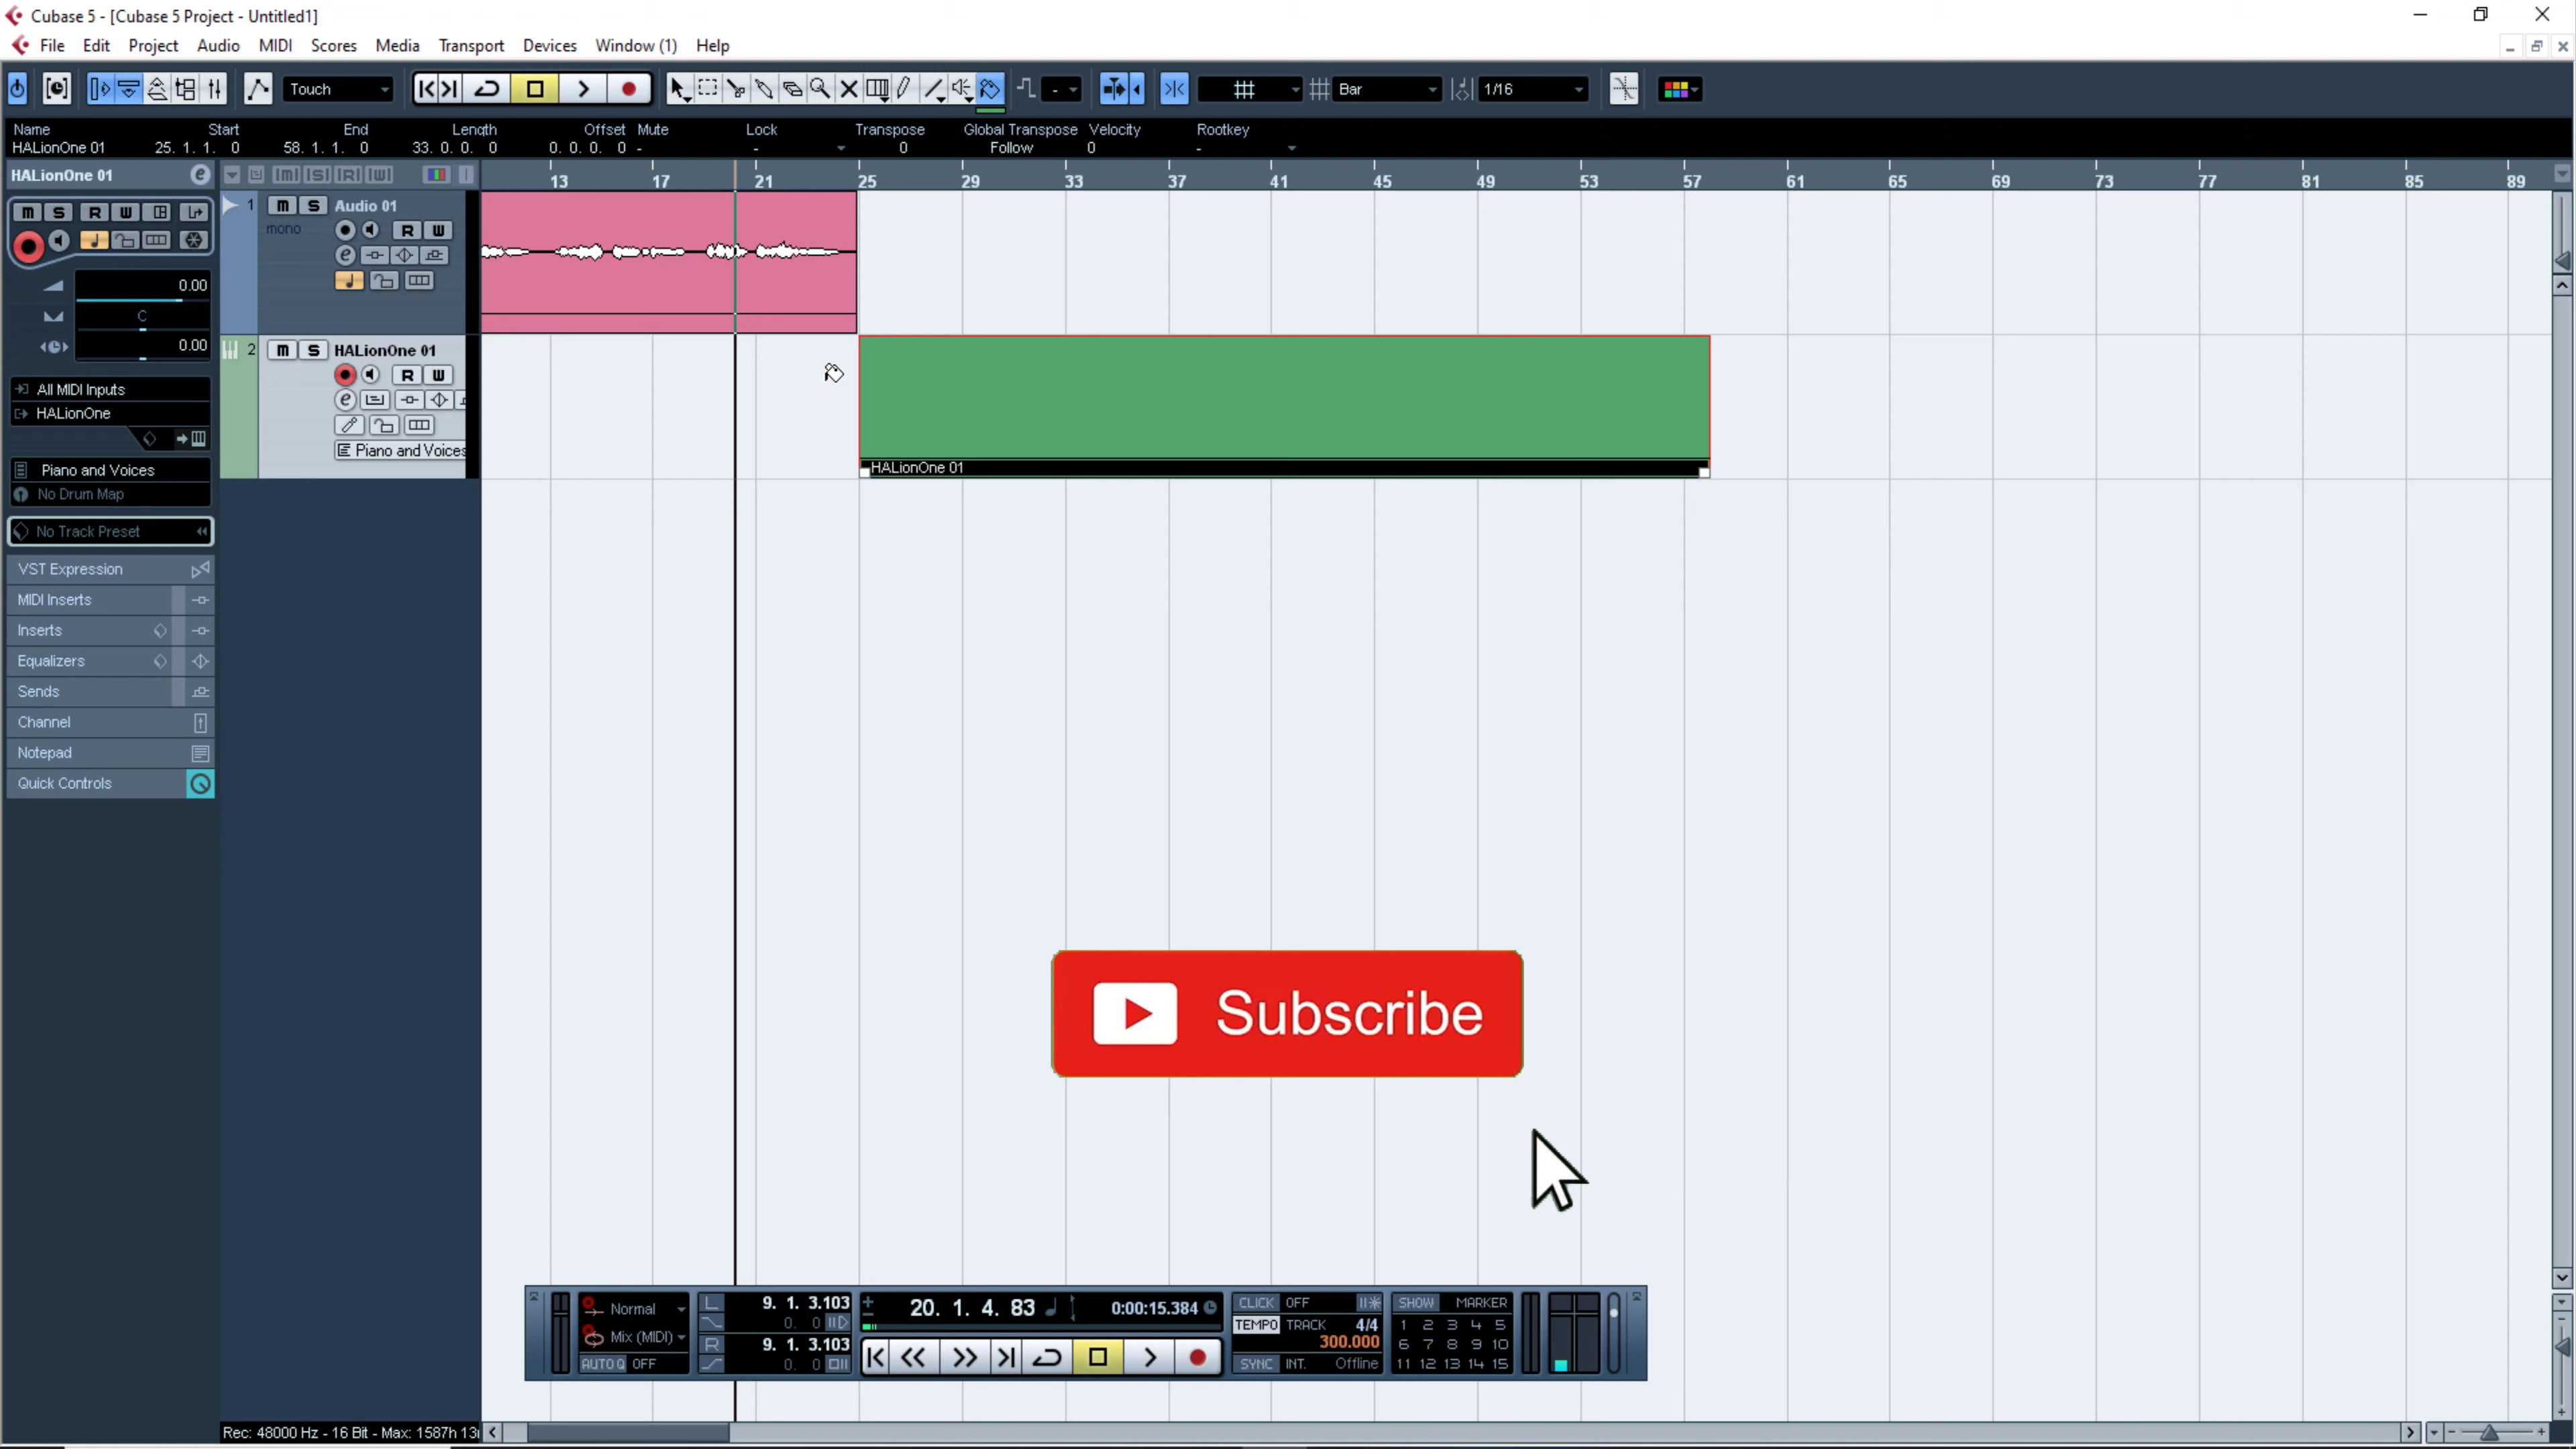 Cubase 5 - [Cubase 5 Project - Untitled1]
File Edit Project Audio MIDI Scores Media Transport Devices Window (1) Help
Touch - Bar 1/16
Name Start End Length Offset Mute Lock Transpose Global Transpose Velocity Rootkey
HALionOne 01 25. 1. 1. 0 58. 1. 1. 0 33. 0. 0. 0 0. 0. 0. 0 - - 0 Follow 0 -
HALionOne 01
13 17 21 25 29 33 37 41 45 49 53 57 61 65 69 73 77 81 85 89
M S R W
0.00
C
0.00
All MIDI Inputs
HALionOne
Piano and Voices
No Drum Map
No Track Preset
VST Expression
MIDI Inserts
Inserts
Equalizers
Sends
Channel
Notepad
Quick Controls
1 M S Audio 01
mono R W
2 M S HALionOne 01
R W
Piano and Voices
HALionOne 01
Subscribe
Normal
Mix (MIDI)
AUTO Q OFF
L 9. 1. 3.103
0. 0
R 9. 1. 3.103
0. 0
20. 1. 4. 83 0:00:15.384
CLICK OFF
TEMPO TRACK 4/4
300.000
SYNC INT. Offline
SHOW MARKER
1 2 3 4 5
6 7 8 9 10
11 12 13 14 15
Rec: 48000 Hz - 16 Bit - Max: 1587h 13